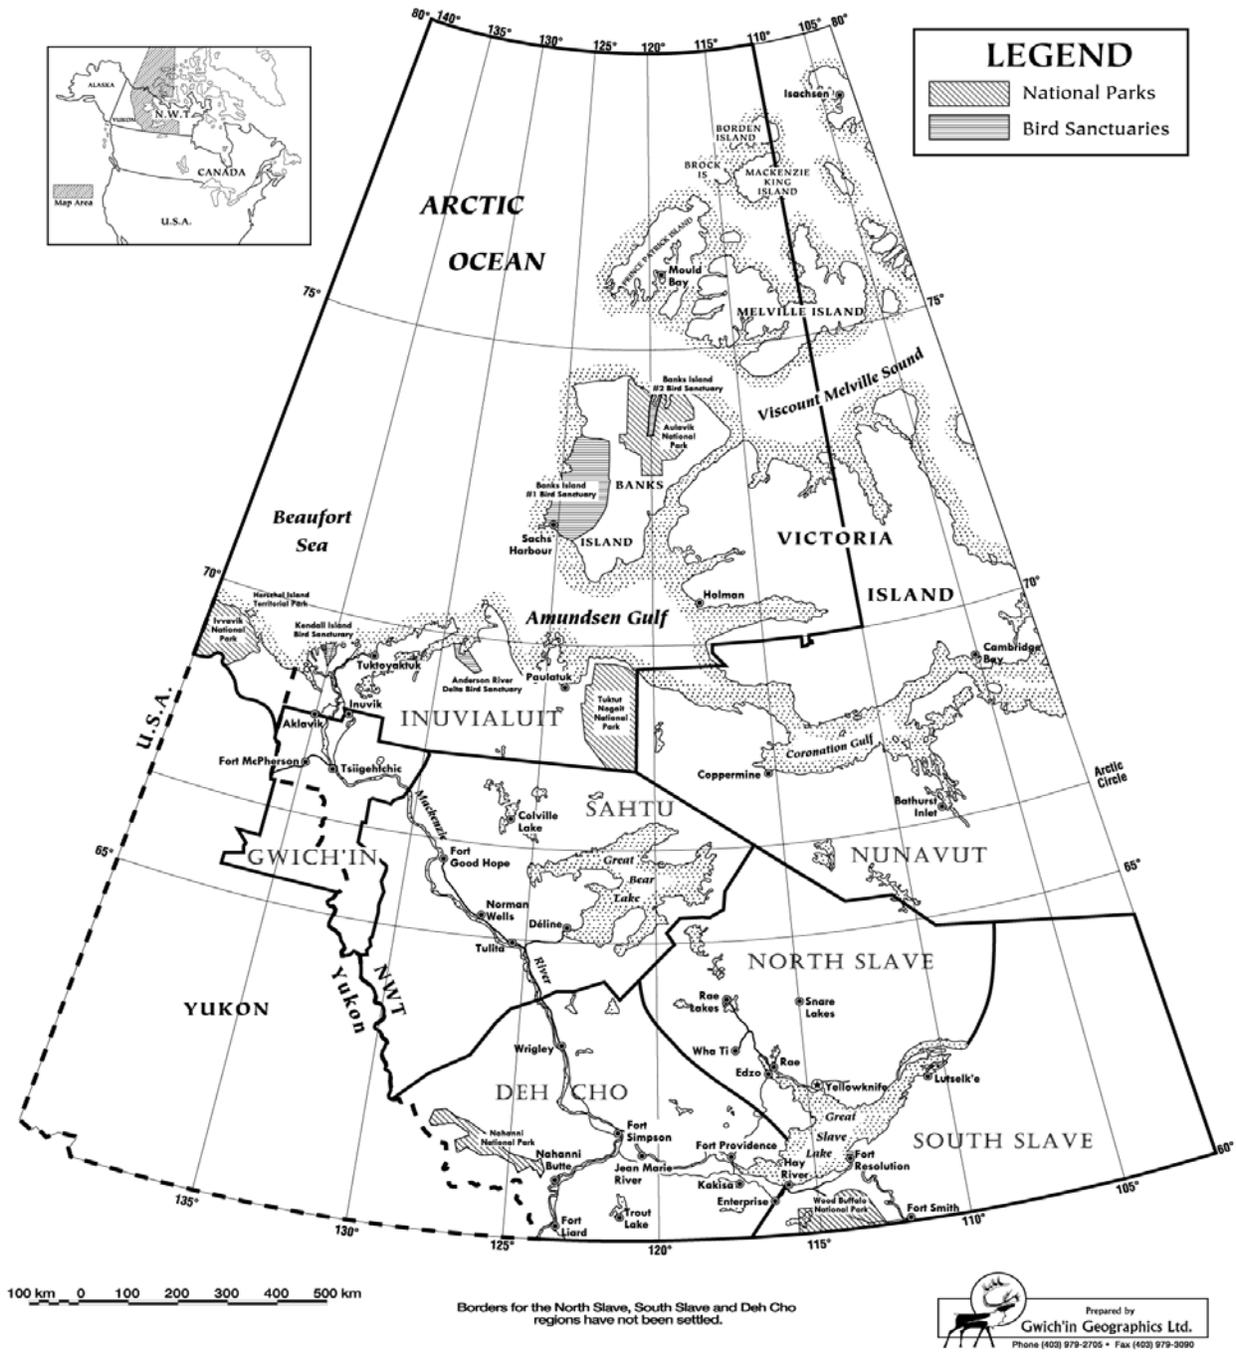 80° 140° 135° 130° 125° 120° 115° 110° 105° 80°
LEGEND
National Parks
Bird Sanctuaries
ALASKA
YUKON
N.W.T.
CANADA
Map Area
U.S.A.
Isachsen
BORDEN
ISLAND
BROCK
IS
MACKENZIE
KING
ISLAND
ARCTIC
OCEAN
PRINCE PATRICK ISLAND
Mould
Bay
75°
75°
MELVILLE ISLAND
Viscount Melville Sound
Banks Island
#2 Bird Sanctuary
Aulavik
National
Park
Banks Island
#1 Bird Sanctuary
BANKS
ISLAND
Sachs
Harbour
Beaufort
Sea
VICTORIA
ISLAND
70°
70°
Herschel Island
Territorial Park
Ivvavik
National
Park
Kendall Island
Bird Sancturary
Holman
Amundsen Gulf
Tuktoyaktuk
Anderson River
Delta Bird Sanctuary
Paulatuk
Cambridge
Bay
U.S.A.
Inuvik
Aklavik
INUVIALUIT
Tuktut
Nogait
National
Park
Coronation Gulf
Fort McPherson
Tsiigehtchic
Coppermine
Arctic
Circle
Bathurst
Inlet
Mackenzie
River
Colville
Lake
SAHTU
65°
65°
GWICH'IN
Fort
Good Hope
Great
Bear
Lake
NUNAVUT
Norman
Wells
Déline
Tulita
NORTH SLAVE
YUKON
Yukon
NWT
Rae
Lakes
Snare
Lakes
Wrigley
Wha Ti
Rae
Edzo
Yellowknife
Lutselk'e
DEH CHO
Great
Slave
Lake
SOUTH SLAVE
Nahanni
National Park
Fort
Simpson
Nahanni
Butte
Jean Marie
River
Fort Providence
Hay
River
Fort
Resolution
Kakisa
Enterprise
Wood Buffalo
National Park
Fort Smith
Trout
Lake
Fort
Liard
60°
135° 130° 125° 120° 115° 110° 105°
100 km 0 100 200 300 400 500 km
Borders for the North Slave, South Slave and Deh Cho
regions have not been settled.
Prepared by
Gwich'in Geographics Ltd.
Phone (403) 979-2705 • Fax (403) 979-3090